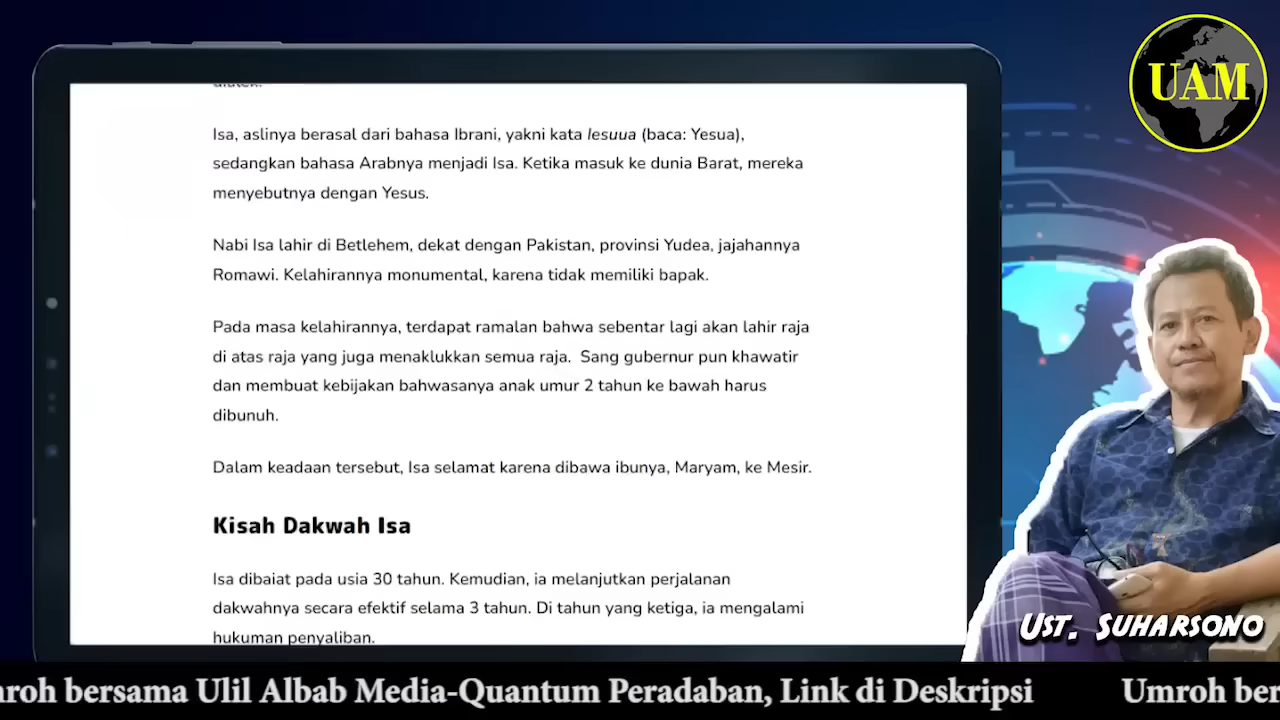 Isa, aslinya berasal dari bahasa Ibrani, yakni kata Iesuua (baca: Yesua),
sedangkan bahasa Arabnya menjadi Isa. Ketika masuk ke dunia Barat, mereka
menyebutnya dengan Yesus.
Nabi Isa lahir di Betlehem, dekat dengan Pakistan, provinsi Yudea, jajahannya
Romawi. Kelahirannya monumental, karena tidak memiliki bapak.
Pada masa kelahirannya, terdapat ramalan bahwa sebentar lagi akan lahir raja
di atas raja yang juga menaklukkan semua raja. Sang gubernur pun khawatir
dan membuat kebijakan bahwasanya anak umur 2 tahun ke bawah harus
dibunuh.
Dalam keadaan tersebut, Isa selamat karena dibawa ibunya, Maryam, ke Mesir.
Kisah Dakwah Isa
Isa dibaiat pada usia 30 tahun. Kemudian, ia melanjutkan perjalanan
dakwahnya secara efektif selama 3 tahun. Di tahun yang ketiga, ia mengalami
hukuman penyaliban.
UAM
UST. SUHARSONO
bersama Ulil Albab Media-Quantum Peradaban, Link di Deskripsi Umroh